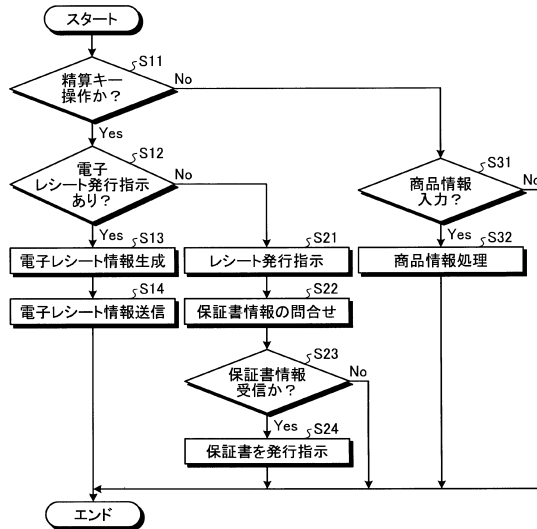 スタート
S11
精算キー
操作か？
No
Yes
S12
電子
レシート発行指示
あり？
No
Yes
S31
商品情報
入力？
No
Yes
S13
電子レシート情報生成
S21
レシート発行指示
S32
商品情報処理
S14
電子レシート情報送信
S22
保証書情報の問合せ
S23
保証書情報
受信か？
No
Yes
S24
保証書を発行指示
エンド